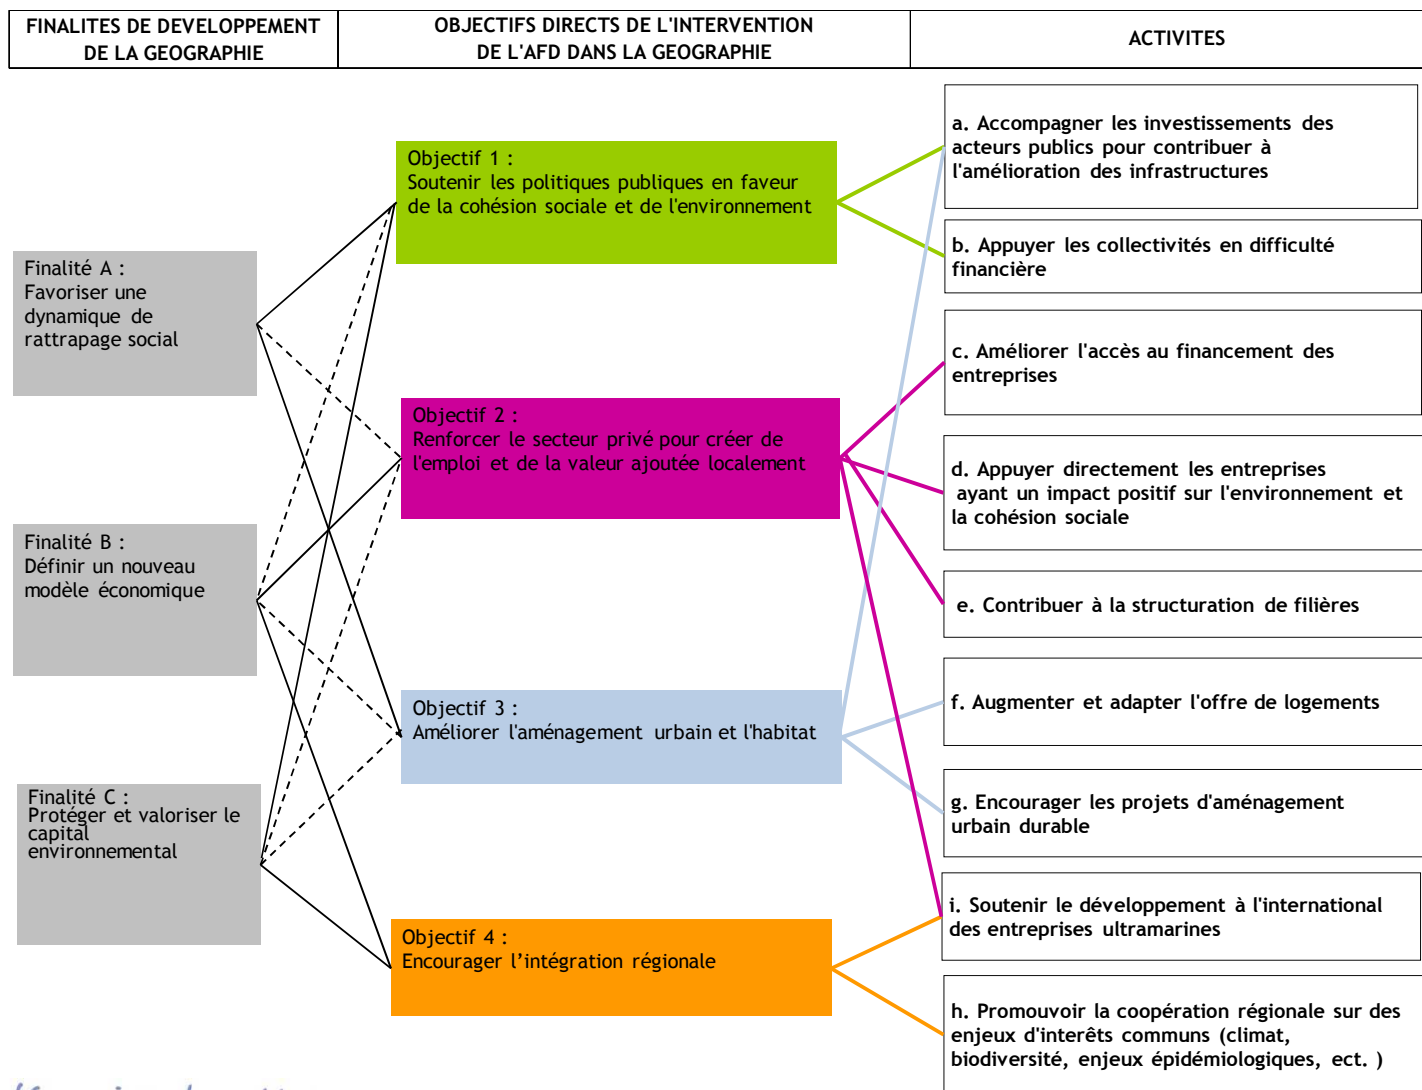 FINALITES DE DEVELOPPEMENT
DE LA GEOGRAPHIE
OBJECTIFS DIRECTS DE L'INTERVENTION
DE L'AFD DANS LA GEOGRAPHIE
ACTIVITES
Finalité A :
Favoriser une
dynamique de
rattrapage social
Finalité B :
Définir un nouveau
modèle économique
Finalité C :
Protéger et valoriser le
capital
environnemental
Objectif 1 :
Soutenir les politiques publiques en faveur
de la cohésion sociale et de l'environnement
Objectif 2 :
Renforcer le secteur privé pour créer de
l'emploi et de la valeur ajoutée localement
Objectif 3 :
Améliorer l'aménagement urbain et l'habitat
Objectif 4 :
Encourager l’intégration régionale
a. Accompagner les investissements des
acteurs publics pour contribuer à
l'amélioration des infrastructures
b. Appuyer les collectivités en difficulté
financière
c. Améliorer l'accès au financement des
entreprises
d. Appuyer directement les entreprises
ayant un impact positif sur l'environnement et
la cohésion sociale
e. Contribuer à la structuration de filières
f. Augmenter et adapter l'offre de logements
g. Encourager les projets d'aménagement
urbain durable
i. Soutenir le développement à l'international
des entreprises ultramarines
h. Promouvoir la coopération régionale sur des
enjeux d'interêts communs (climat,
biodiversité, enjeux épidémiologiques, ect. )